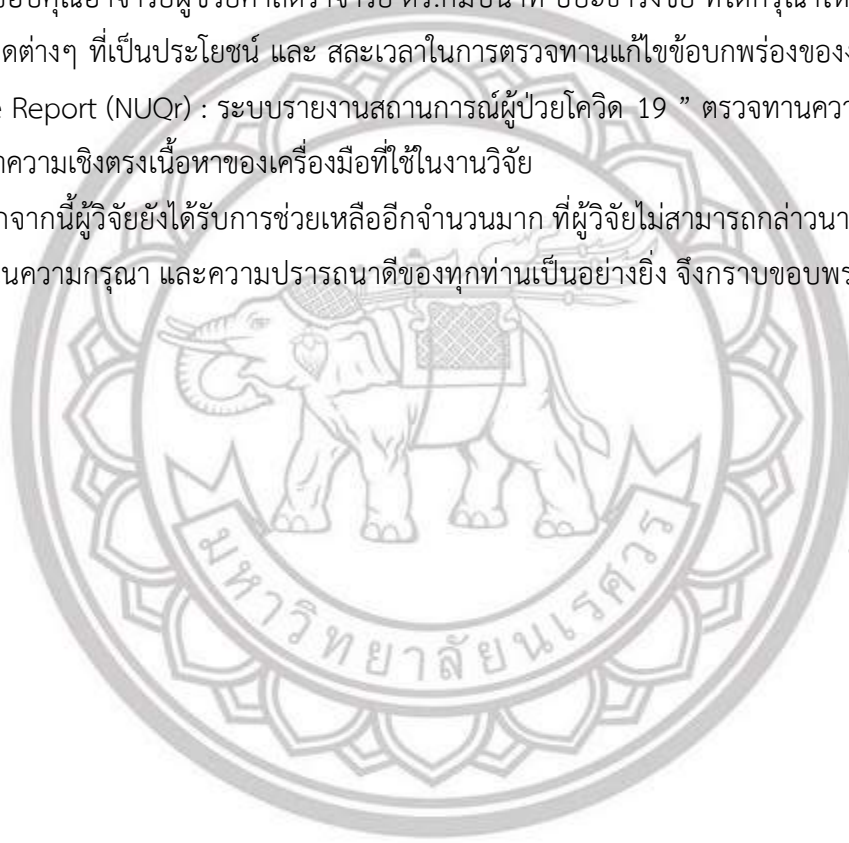 ดต่างๆ ที่เป็นประโยชน์ และ สละเวลาในการตรวจทานแก้ไขข้อบกพร่องของ
Report (NUQr) : ระบบรายงานสถานการณ์ผู้ป่วยโควิด 19 ” ตรวจทานควา
ความเชิงตรงเนื้อหาของเครื่องมือที่ใช้ในงานวิจัย
จากนี้ผู้วิจัยยังได้รับการช่วยเหลืออีกจำนวนมาก ที่ผู้วิจัยไม่สามารถกล่าวนา
นความกรุณา และความปรารถนาดีของทุกท่านเป็นอย่างยิ่ง จึงกราบขอบพร
มหาวิทยาลัยนเรศวร